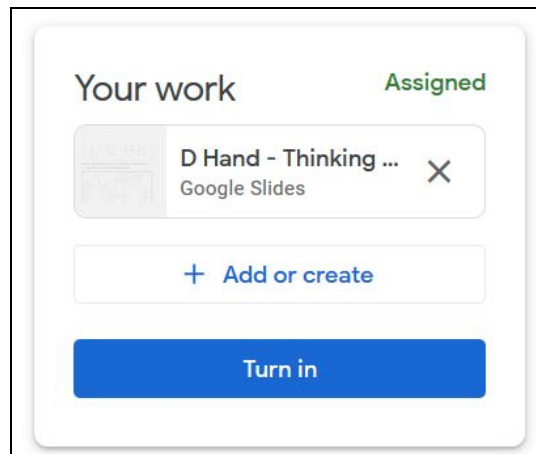 Your work
Assigned
D Hand - Thinking ...
Google Slides
+ Add or create
Turn in